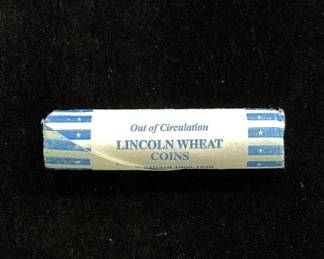 Out of Circulation
LINCOLN WHEAT
COINS